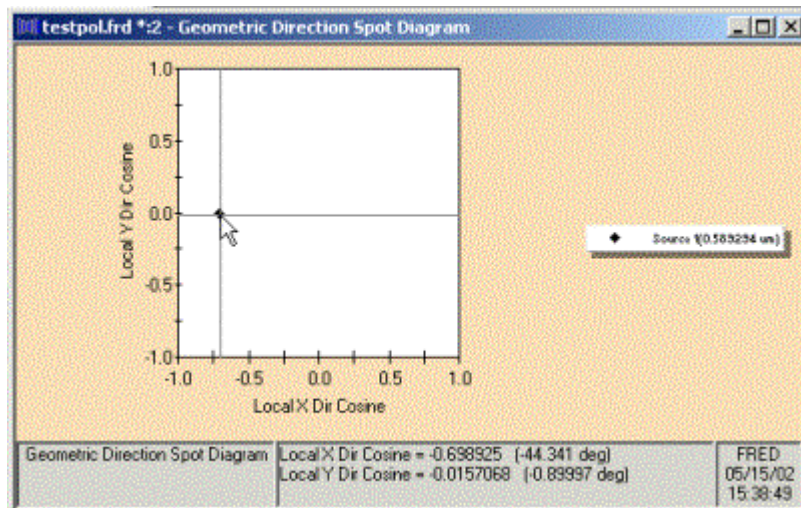 testpol.frd *:2 - Geometric Direction Spot Diagram
1.0
0.5
0.0
-0.5
-1.0
Local Y Dir Cosine
-1.0 -0.5 0.0 0.5 1.0
Local X Dir Cosine
Source 1(0.589294 um)
Geometric Direction Spot Diagram
Local X Dir Cosine = -0.698925 (-44.341 deg)
Local Y Dir Cosine = -0.0157068 (-0.89997 deg)
FRED
05/15/02
15:38:49